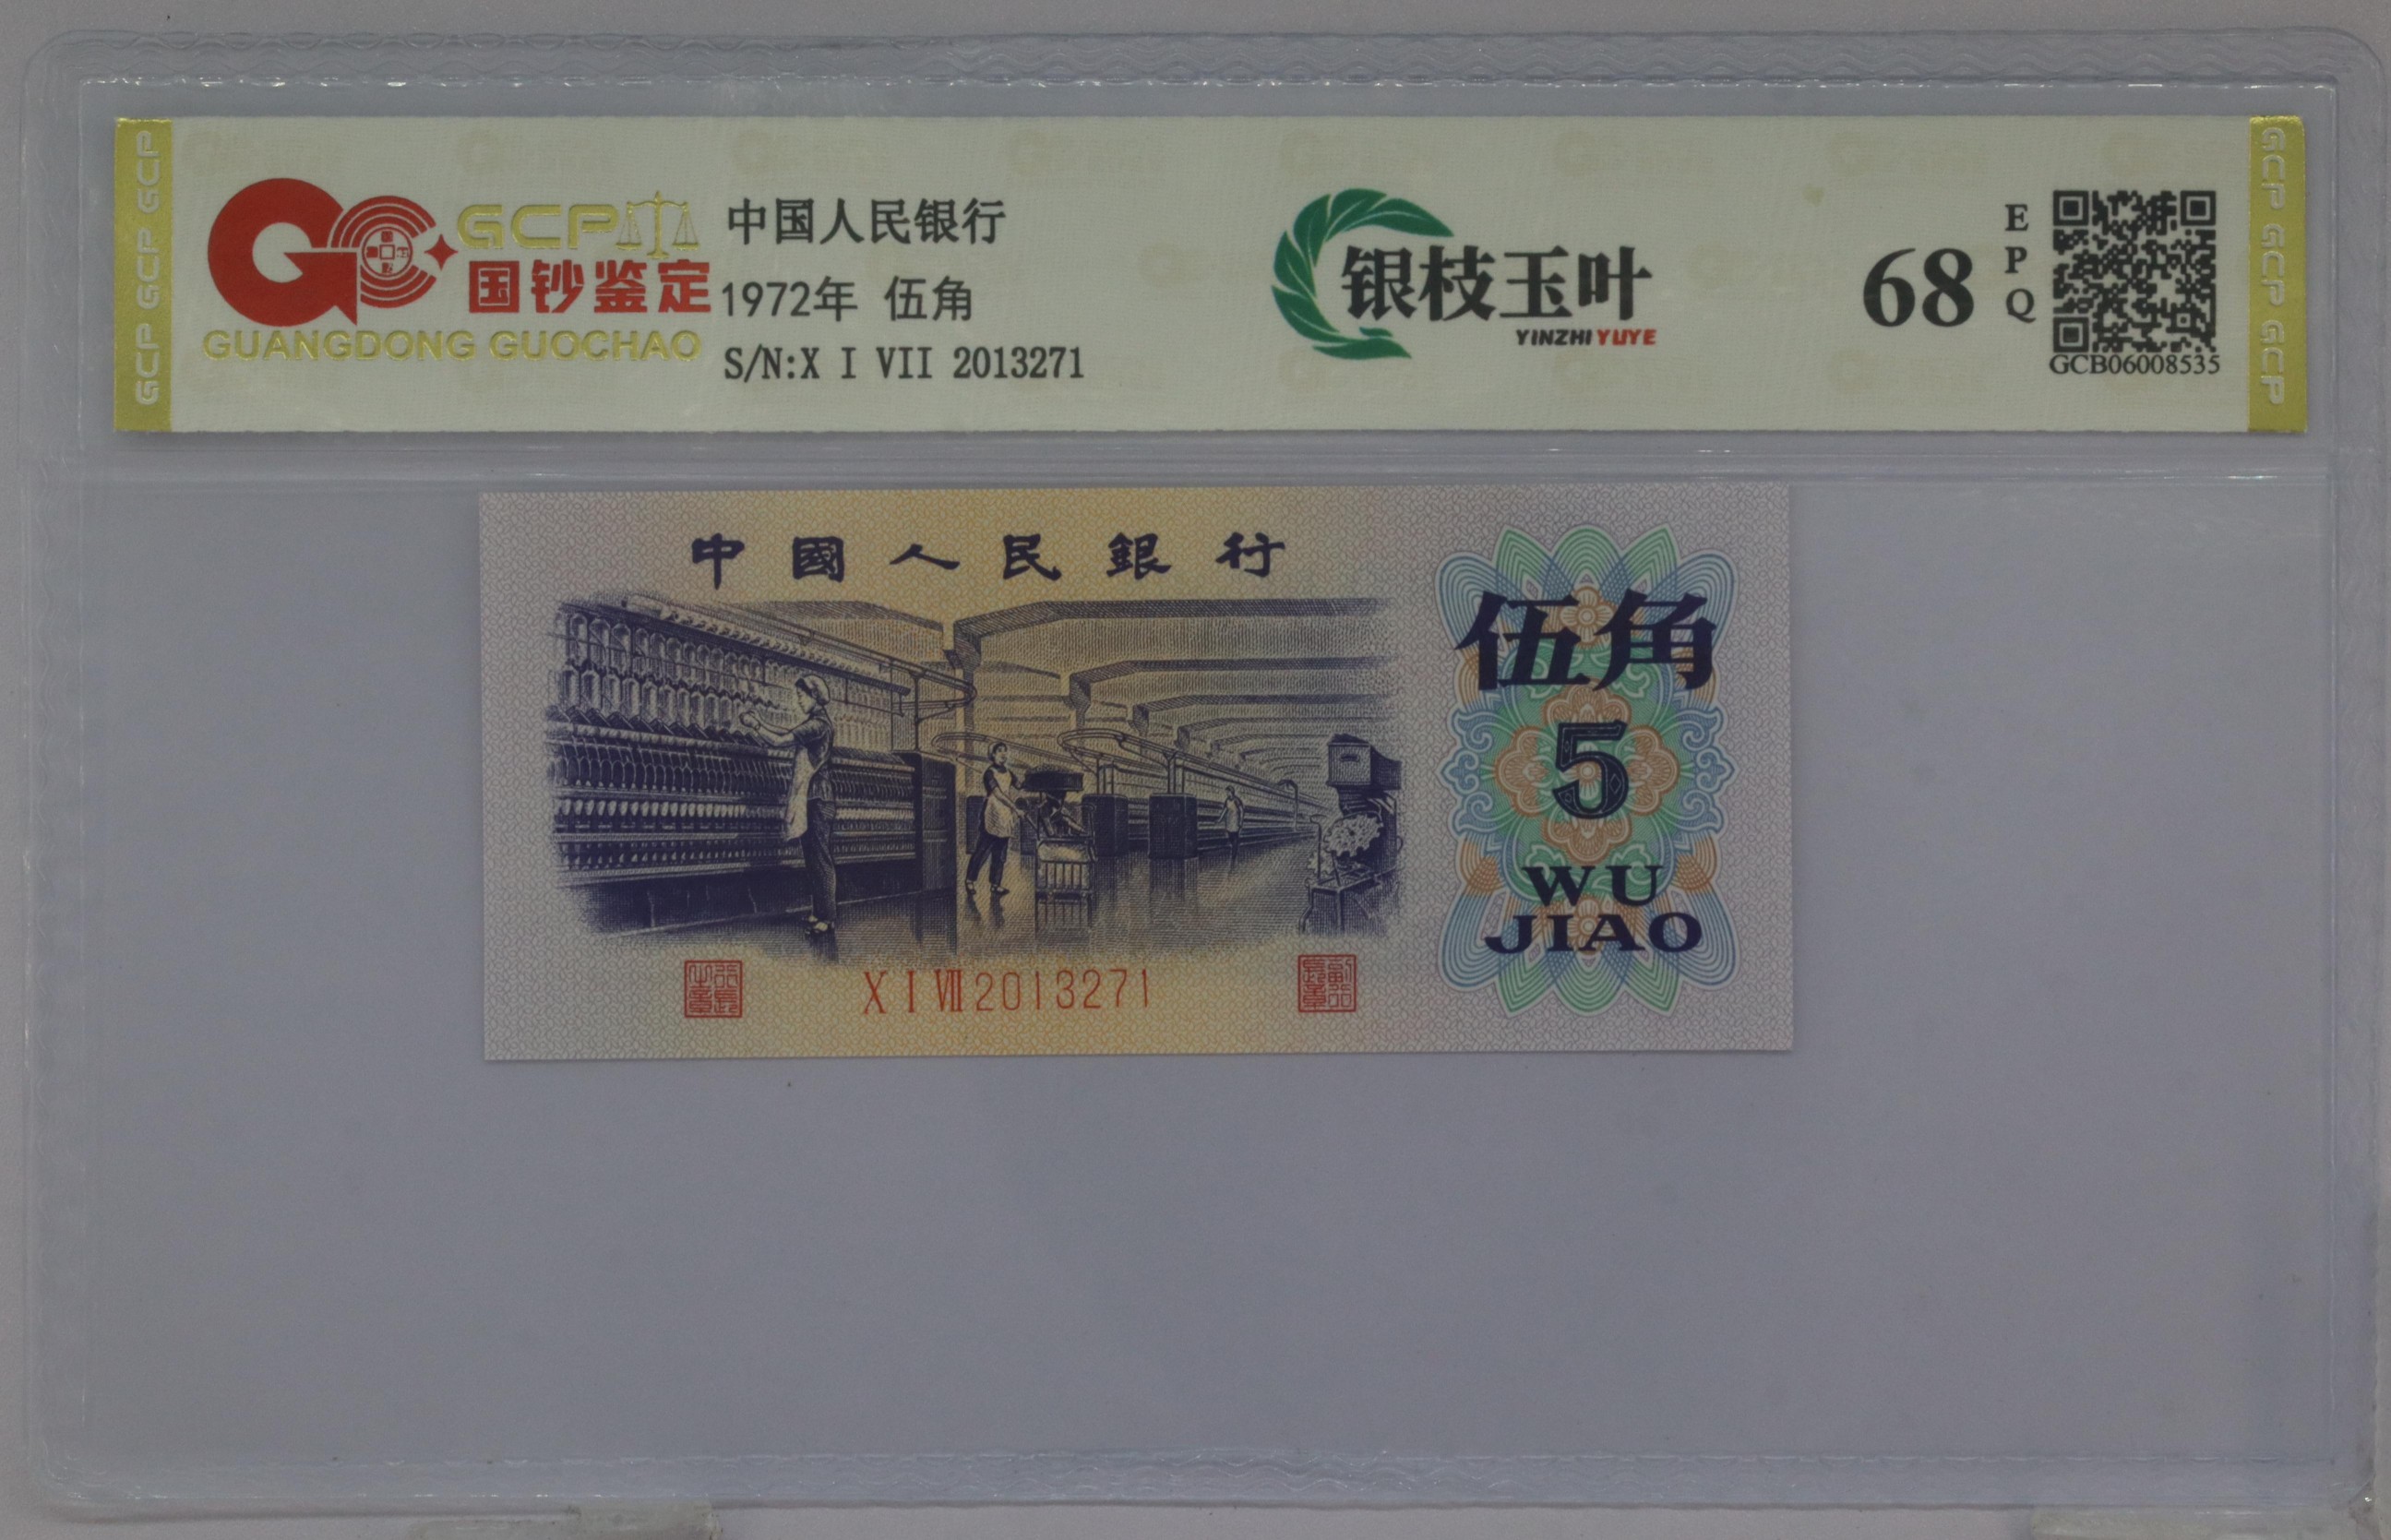 GCP GCP GCP
GCP
国钞鉴定
GUANGDONG GUOCHAO
中国人民银行
1972年 伍角
S/N:X I VII 2013271
银枝玉叶
YINZHI YUYE
68
EPQ
GCB06008535
GCP GCP GCP
中國人民銀行
伍角
5
WU
JIAO
X I VII 2013271